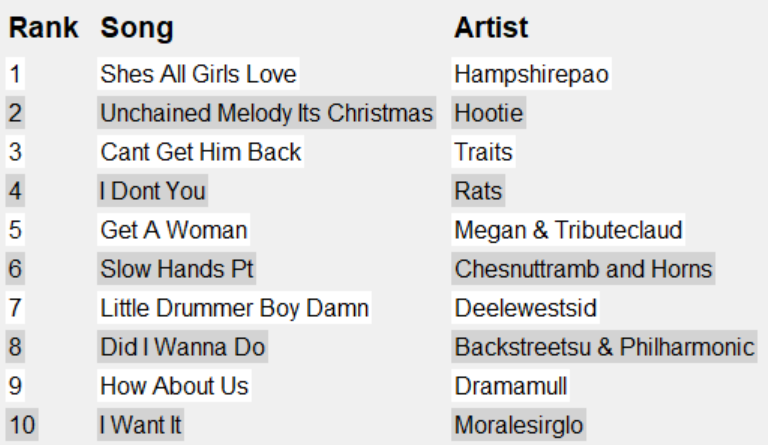 Rank Song Artist
1 Shes All Girls Love Hampshirepao
2 Unchained Melody Its Christmas Hootie
3 Cant Get Him Back Traits
4 I Dont You Rats
5 Get A Woman Megan & Tributeclaud
6 Slow Hands Pt Chesnuttramb and Horns
7 Little Drummer Boy Damn Deelewestsid
8 Did I Wanna Do Backstreetsu & Philharmonic
9 How About Us Dramamull
10 I Want It Moralesirglo